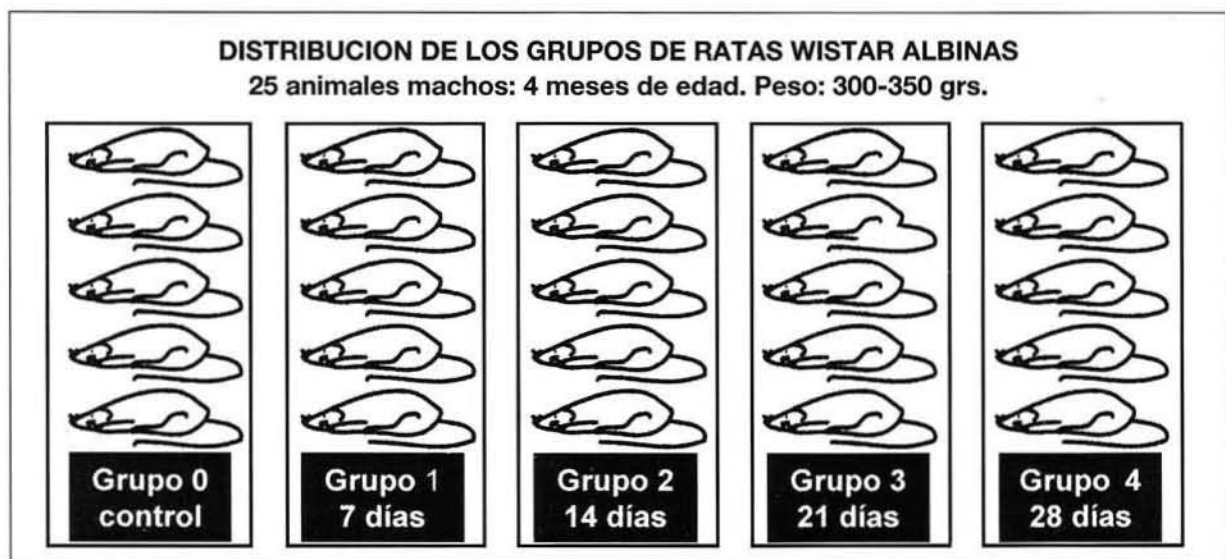 DISTRIBUCION DE LOS GRUPOS DE RATAS WISTAR ALBINAS
25 animales machos: 4 meses de edad. Peso: 300-350 grs.
Grupo 0
control
Grupo 1
7 días
Grupo 2
14 días
Grupo 3
21 días
Grupo 4
28 días